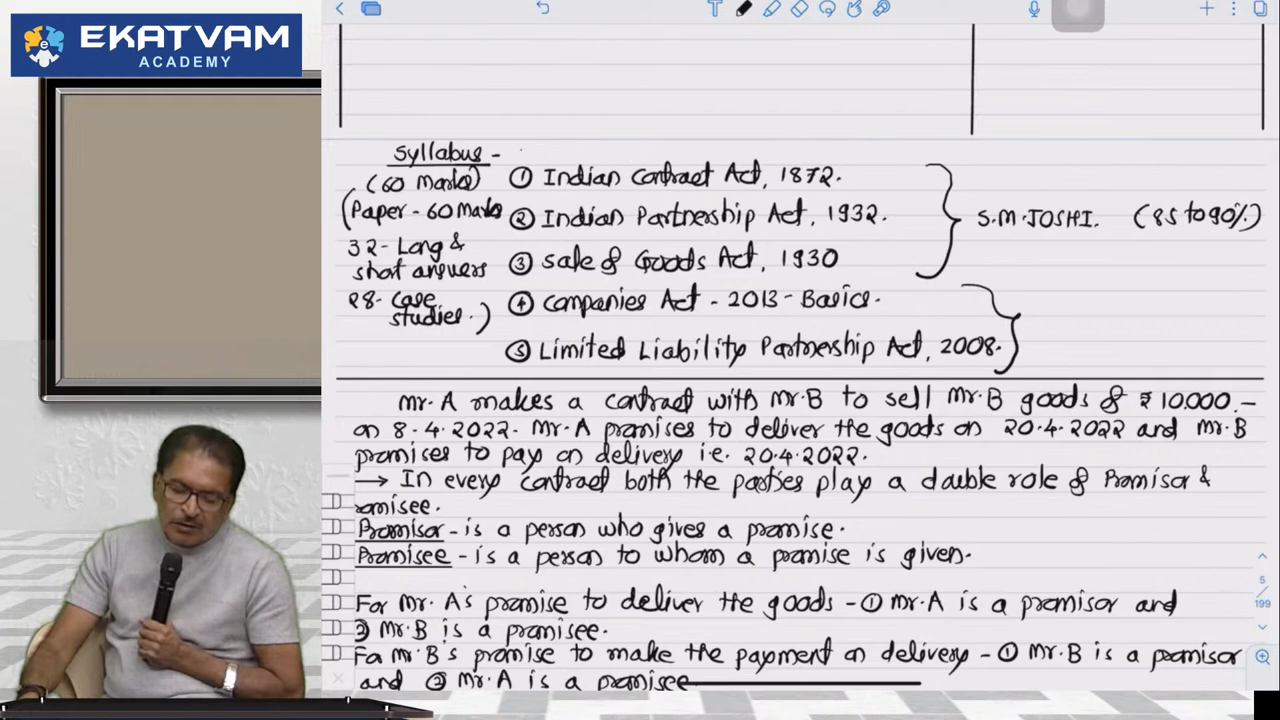 EKATVAM
ACADEMY
Syllabus -
(60 Marks)
(Paper - 60 Marks
32 - Long &
short answers
28 - Case
studies.)
① Indian Contract Act, 1872.
② Indian Partnership Act, 1932.
③ Sale of Goods Act, 1930
④ Companies Act - 2013 - Basics.
⑤ Limited Liability Partnership Act, 2008.
S.M. JOSHI. (85 to 90%)
Mr. A makes a contract with Mr. B to sell Mr. B goods of ₹ 10.000.-
on 8.4.2022. Mr. A promises to deliver the goods on 20.4.2022 and Mr. B
promises to pay on delivery i.e. 20.4.2022.
→ In every contract both the parties play a double role of Promisor &
romisee.
Promisor - is a person who gives a promise.
Promisee - is a person to whom a promise is given.
For Mr. A's promise to deliver the goods - ① Mr. A is a promisor and
② Mr. B is a promisee.
For Mr. B's promise to make the payment on delivery - ① Mr. B is a promisor
and ② Mr. A is a promisee
5
199